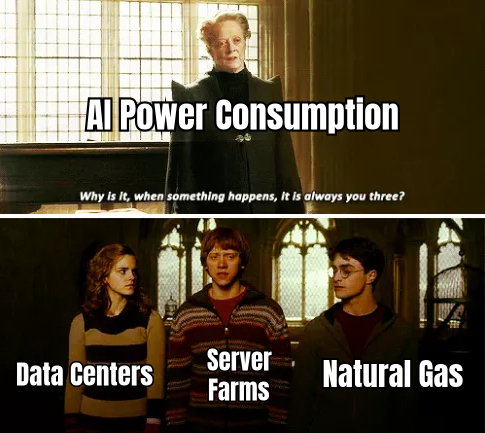 AI Power Consumption
Why is it, when something happens, it is always you three?
Data Centers
Server
Farms
Natural Gas